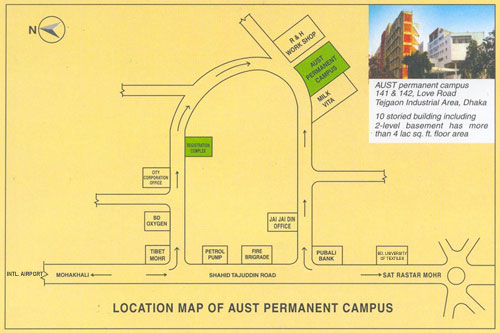 N
R & H
WORK SHOP
AUST
PERMANENT
CAMPUS
MILK
VITA
AUST permanent campus
141 & 142, Love Road
Tejgaon Industrial Area, Dhaka
10 storied building including
2-level basement has more
than 4 lac sq. ft. floor area
REGISTRATION
COMPLEX
CITY
CORPORATION
OFFICE
BD
OXYGEN
TIBET
MOHR
PETROL
PUMP
FIRE
BRIGRADE
JAI JAI DIN
OFFICE
PUBALI
BANK
BD. UNIVERSITY
OF TEXTILES
INTL. AIRPORT
MOHAKHALI
SHAHID TAJUDDIN ROAD
SAT RASTAR MOHR
LOCATION MAP OF AUST PERMANENT CAMPUS